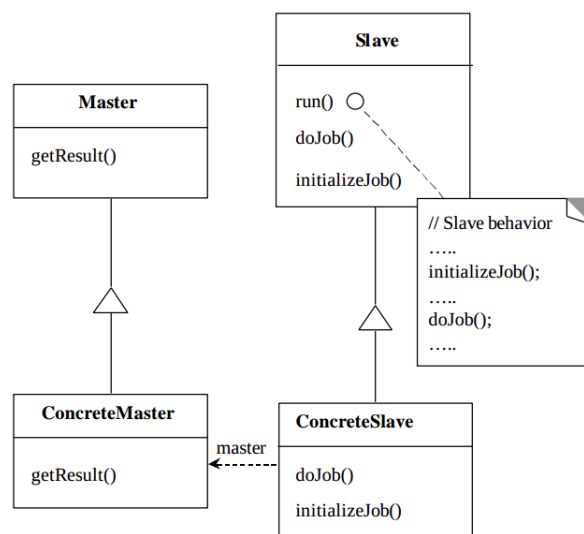 Slave
run()
doJob()
initializeJob()
Master
getResult()
// Slave behavior
.....
initializeJob();
.....
doJob();
.....
ConcreteMaster
getResult()
master
ConcreteSlave
doJob()
initializeJob()